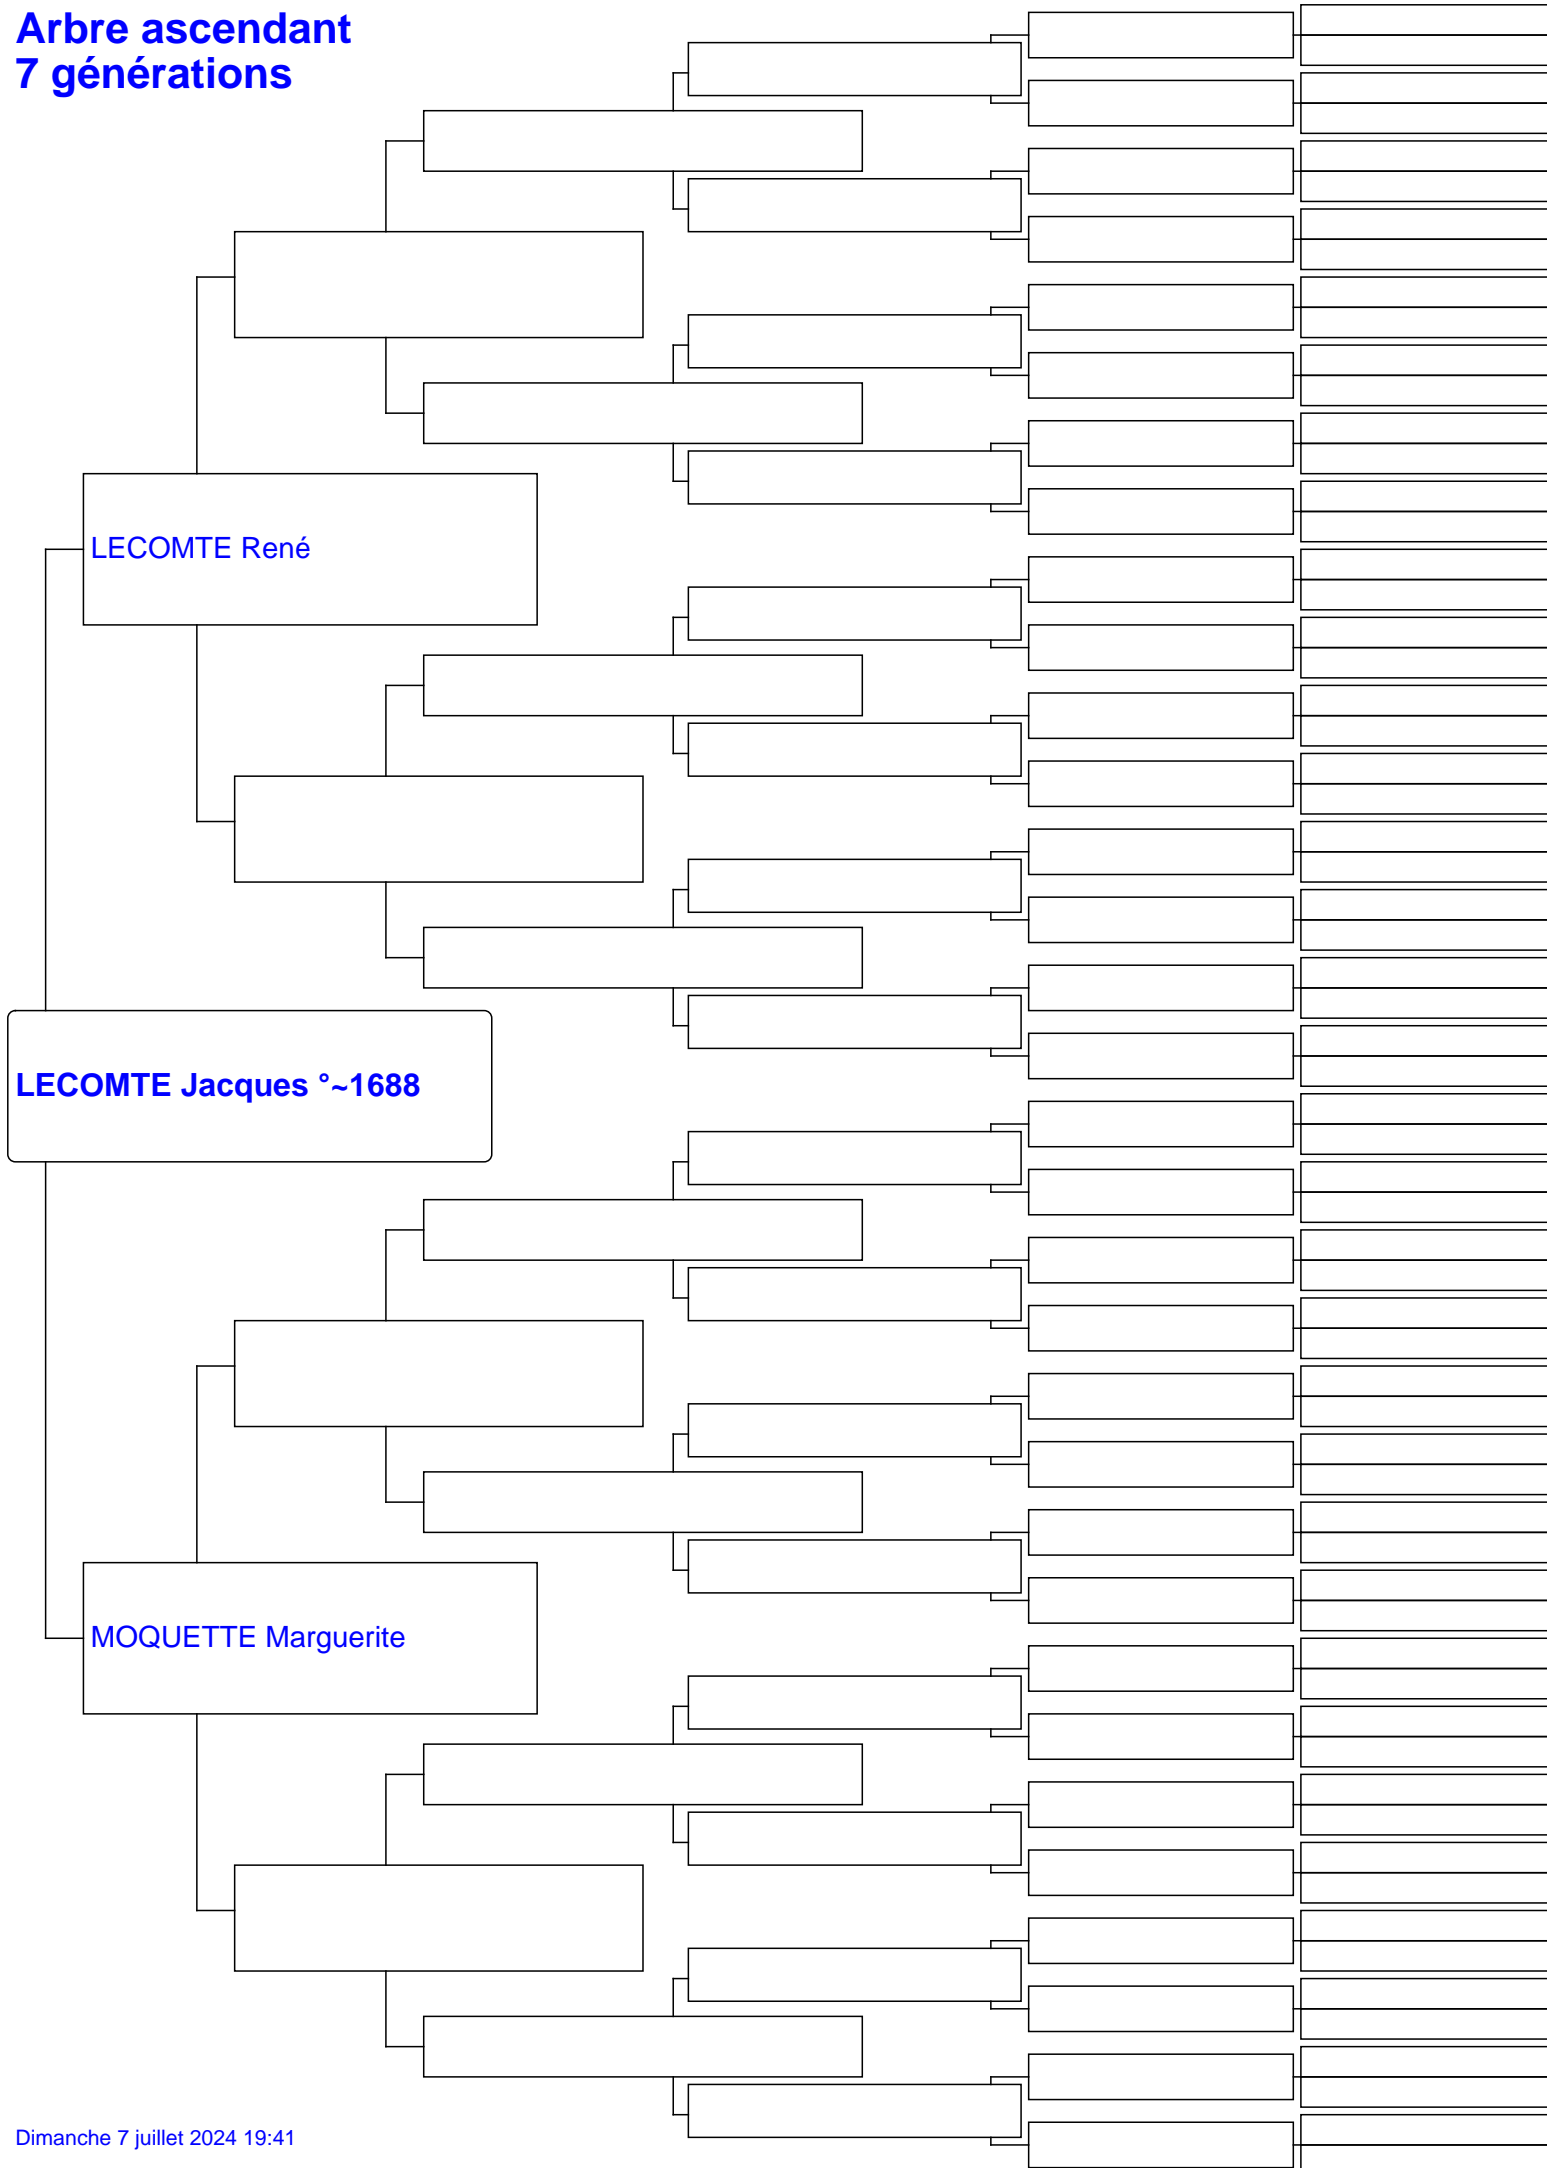 Arbre ascendant
7 générations
LECOMTE René
LECOMTE Jacques °~1688
MOQUETTE Marguerite
Dimanche 7 juillet 2024 19:41